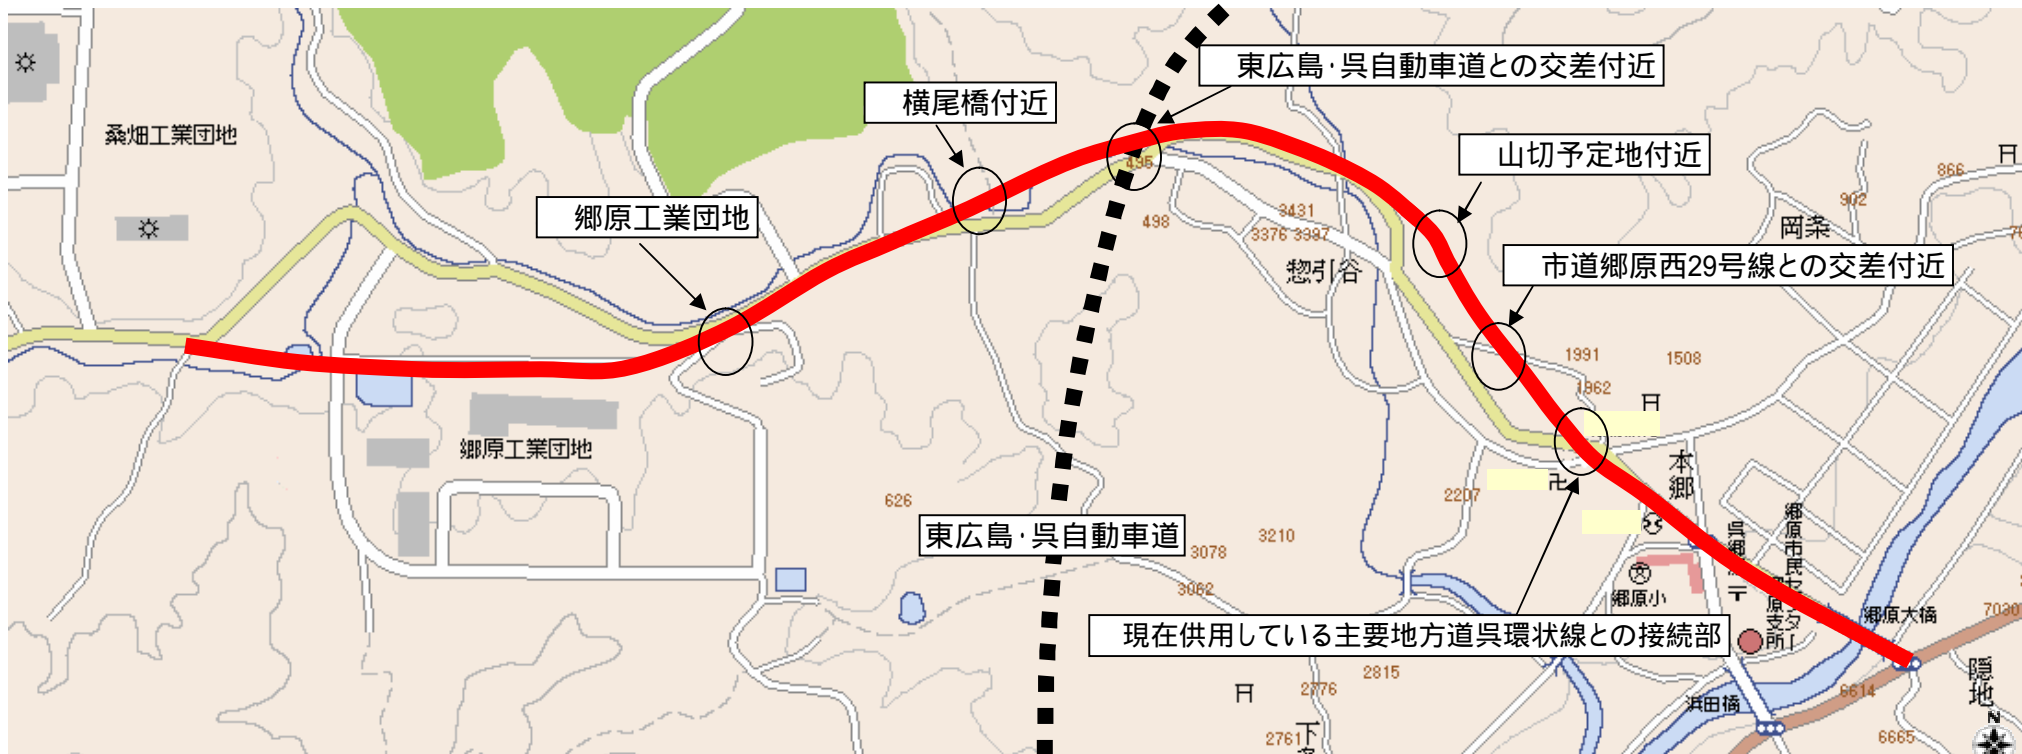 東広島・呉自動車道との交差付近
横尾橋付近
桑畑工業団地
山切予定地付近
866
495
902
郷原工業団地
498
3431
岡条
3376 3397
惣引谷
市道郷原西29号線との交差付近
1991
1508
1962
郷原工業団地
本郷
626
2207
東広島・呉自動車道
3210
3078
3062
郷原小
郷原大橋
7030
現在供用している主要地方道呉環状線との接続部
2815
2776
6614
隠地
浜田橋
2761
6665
N